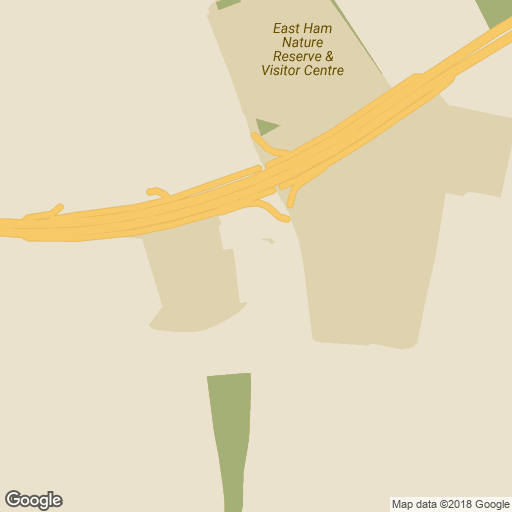 East Ham
Nature
Reserve &
Visitor Centre
Google
Map data ©2018 Google